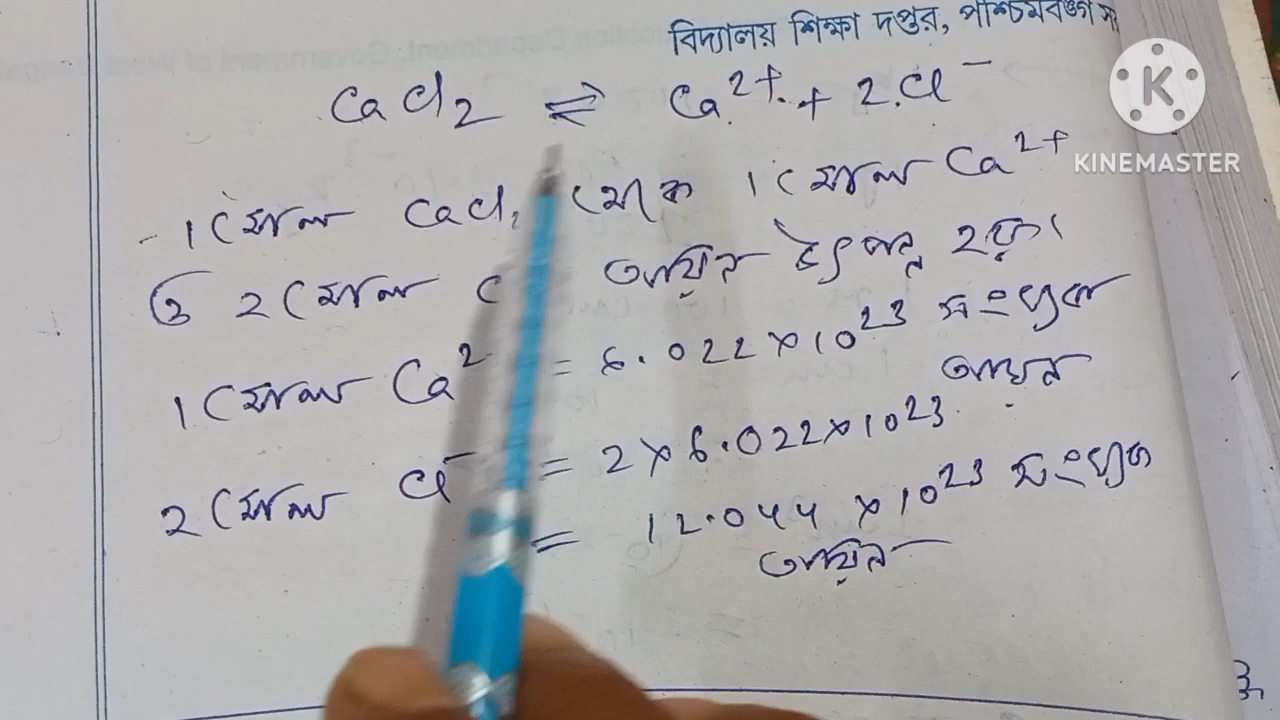 বিদ্যালয় শিক্ষা দপ্তর, পশ্চিমবঙ্গ
KINEMASTER
CaCl2 ⇌ Ca2+ + 2Cl-
1 মোল CaCl2 থেকে 1 মোল Ca2+
ও 2 মোল আয়ন উৎপন্ন হয়।
1 মোল Ca2 = 6.022×10^23 সংখ্যক
আয়ন
2 মোল Cl- = 2×6.022×10^23
= 12.044 ×10^23 সংখ্যক
আয়ন